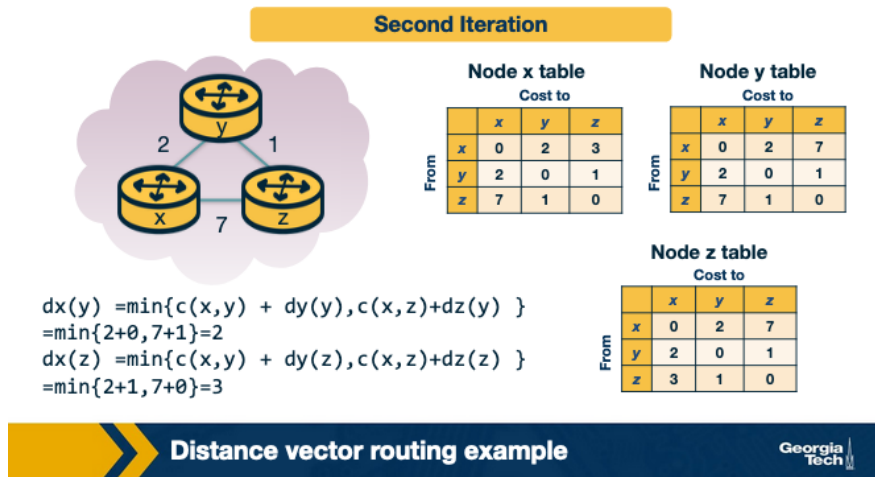 Second Iteration
y
2
1
x
7
z
Node x table
Cost to
From
x y z
x 0 2 3
y 2 0 1
z 7 1 0
Node y table
Cost to
From
x y z
x 0 2 7
y 2 0 1
z 7 1 0
Node z table
Cost to
From
x y z
x 0 2 7
y 2 0 1
z 3 1 0
dx(y) =min{c(x,y) + dy(y),c(x,z)+dz(y) }
=min{2+0,7+1}=2
dx(z) =min{c(x,y) + dy(z),c(x,z)+dz(z) }
=min{2+1,7+0}=3
Distance vector routing example
Georgia
Tech